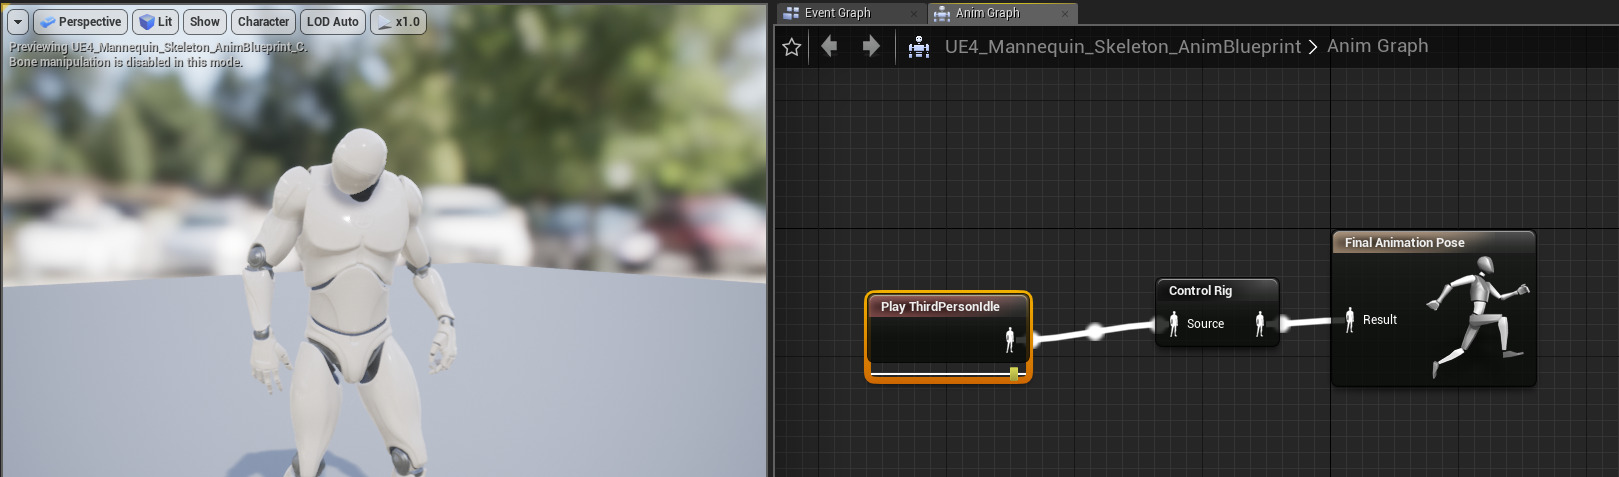 Perspective
Lit
Show
Character
LOD Auto
x1.0
Previewing UE4_Mannequin_Skeleton_AnimBlueprint_C.
Bone manipulation is disabled in this mode.
Event Graph
Anim Graph
UE4_Mannequin_Skeleton_AnimBlueprint > Anim Graph
Play ThirdPersonIdle
Control Rig
Source
Final Animation Pose
Result